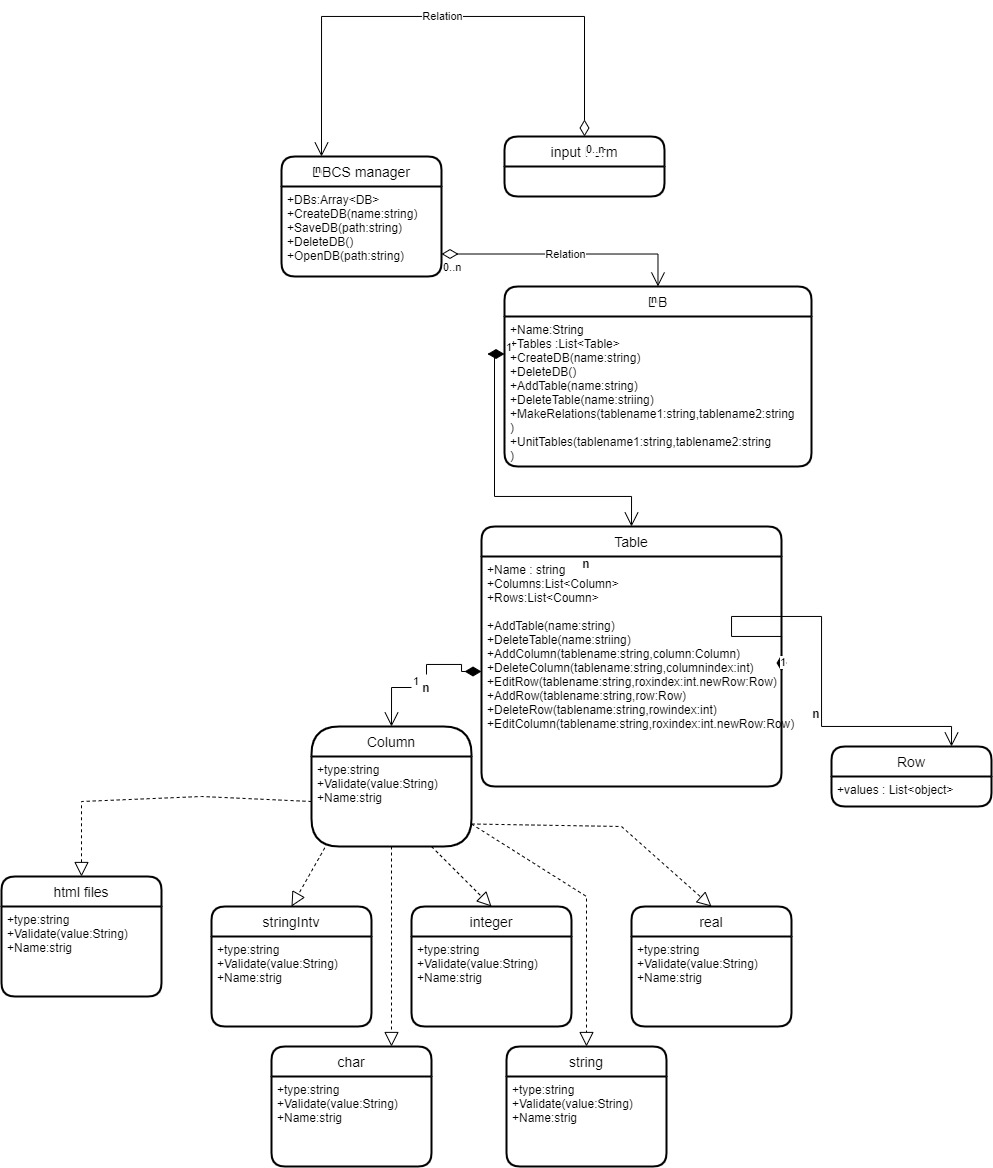 Relation
input
0..n
BCS manager
+DBs:Array<DB>
+CreateDB(name:string)
+SaveDB(path:string)
+DeleteDB()
+OpenDB(path:string)
Relation
0..n
+Name:String
+Tables :List<Table>
1
+CreateDB(name:string)
+DeleteDB()
+AddTable(name:string)
+DeleteTable(name:striing)
+MakeRelations(tablename1:string,tablename2:string
)
+UnitTables(tablename1:string,tablename2:string
)
Table
n
+Name : string
+Columns:List<Column>
+Rows:List<Coumn>
+AddTable(name:string)
+DeleteTable(name:striing)
+AddColumn(tablename:string,column:Column)
+DeleteColumn(tablename:string,columnindex:int)
+EditRow(tablename:string,roxindex:int.newRow:Row)
+AddRow(tablename:string,row:Row)
+DeleteRow(tablename:string,rowindex:int)
+EditColumn(tablename:string,roxindex:int.newRow:Row)
1
1
n
n
Column
+type:string
+Validate(value:String)
+Name:strig
Row
+values : List<object>
html files
+type:string
+Validate(value:String)
+Name:strig
stringIntv
+type:string
+Validate(value:String)
+Name:strig
integer
+type:string
+Validate(value:String)
+Name:strig
real
+type:string
+Validate(value:String)
+Name:strig
char
+type:string
+Validate(value:String)
+Name:strig
string
+type:string
+Validate(value:String)
+Name:strig